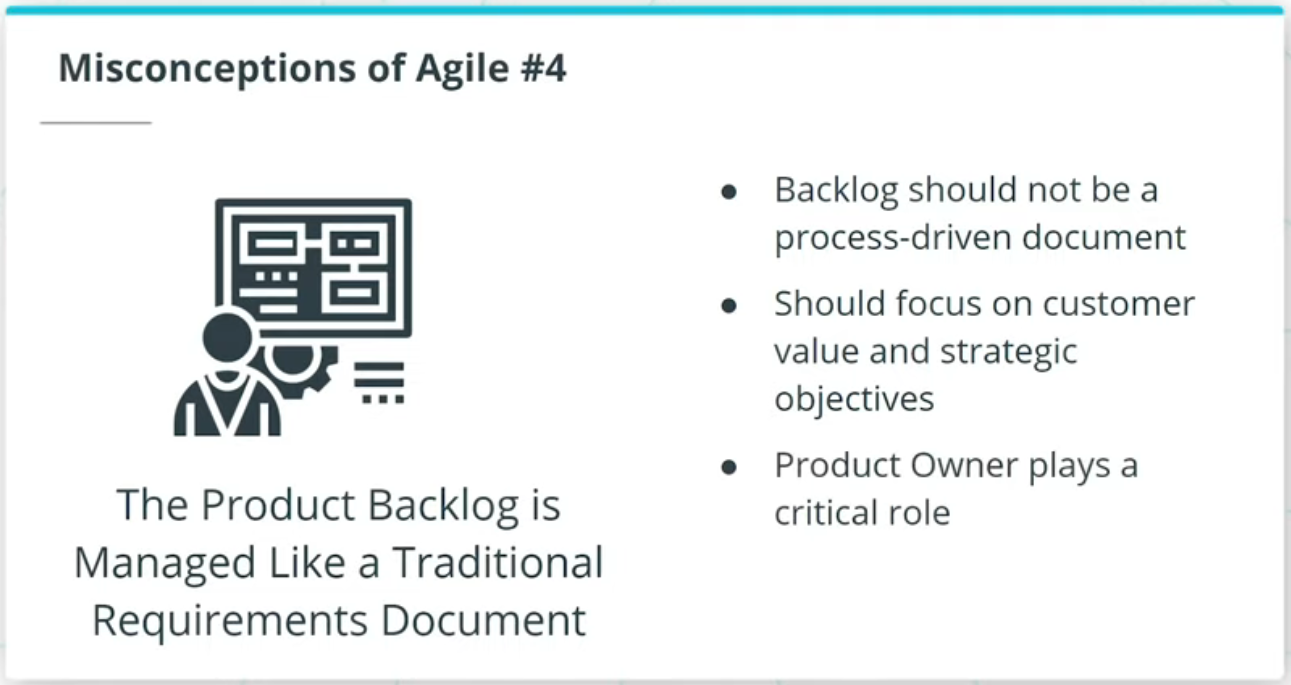 Misconceptions of Agile #4
The Product Backlog is
Managed Like a Traditional
Requirements Document
● Backlog should not be a
process-driven document
● Should focus on customer
value and strategic
objectives
● Product Owner plays a
critical role